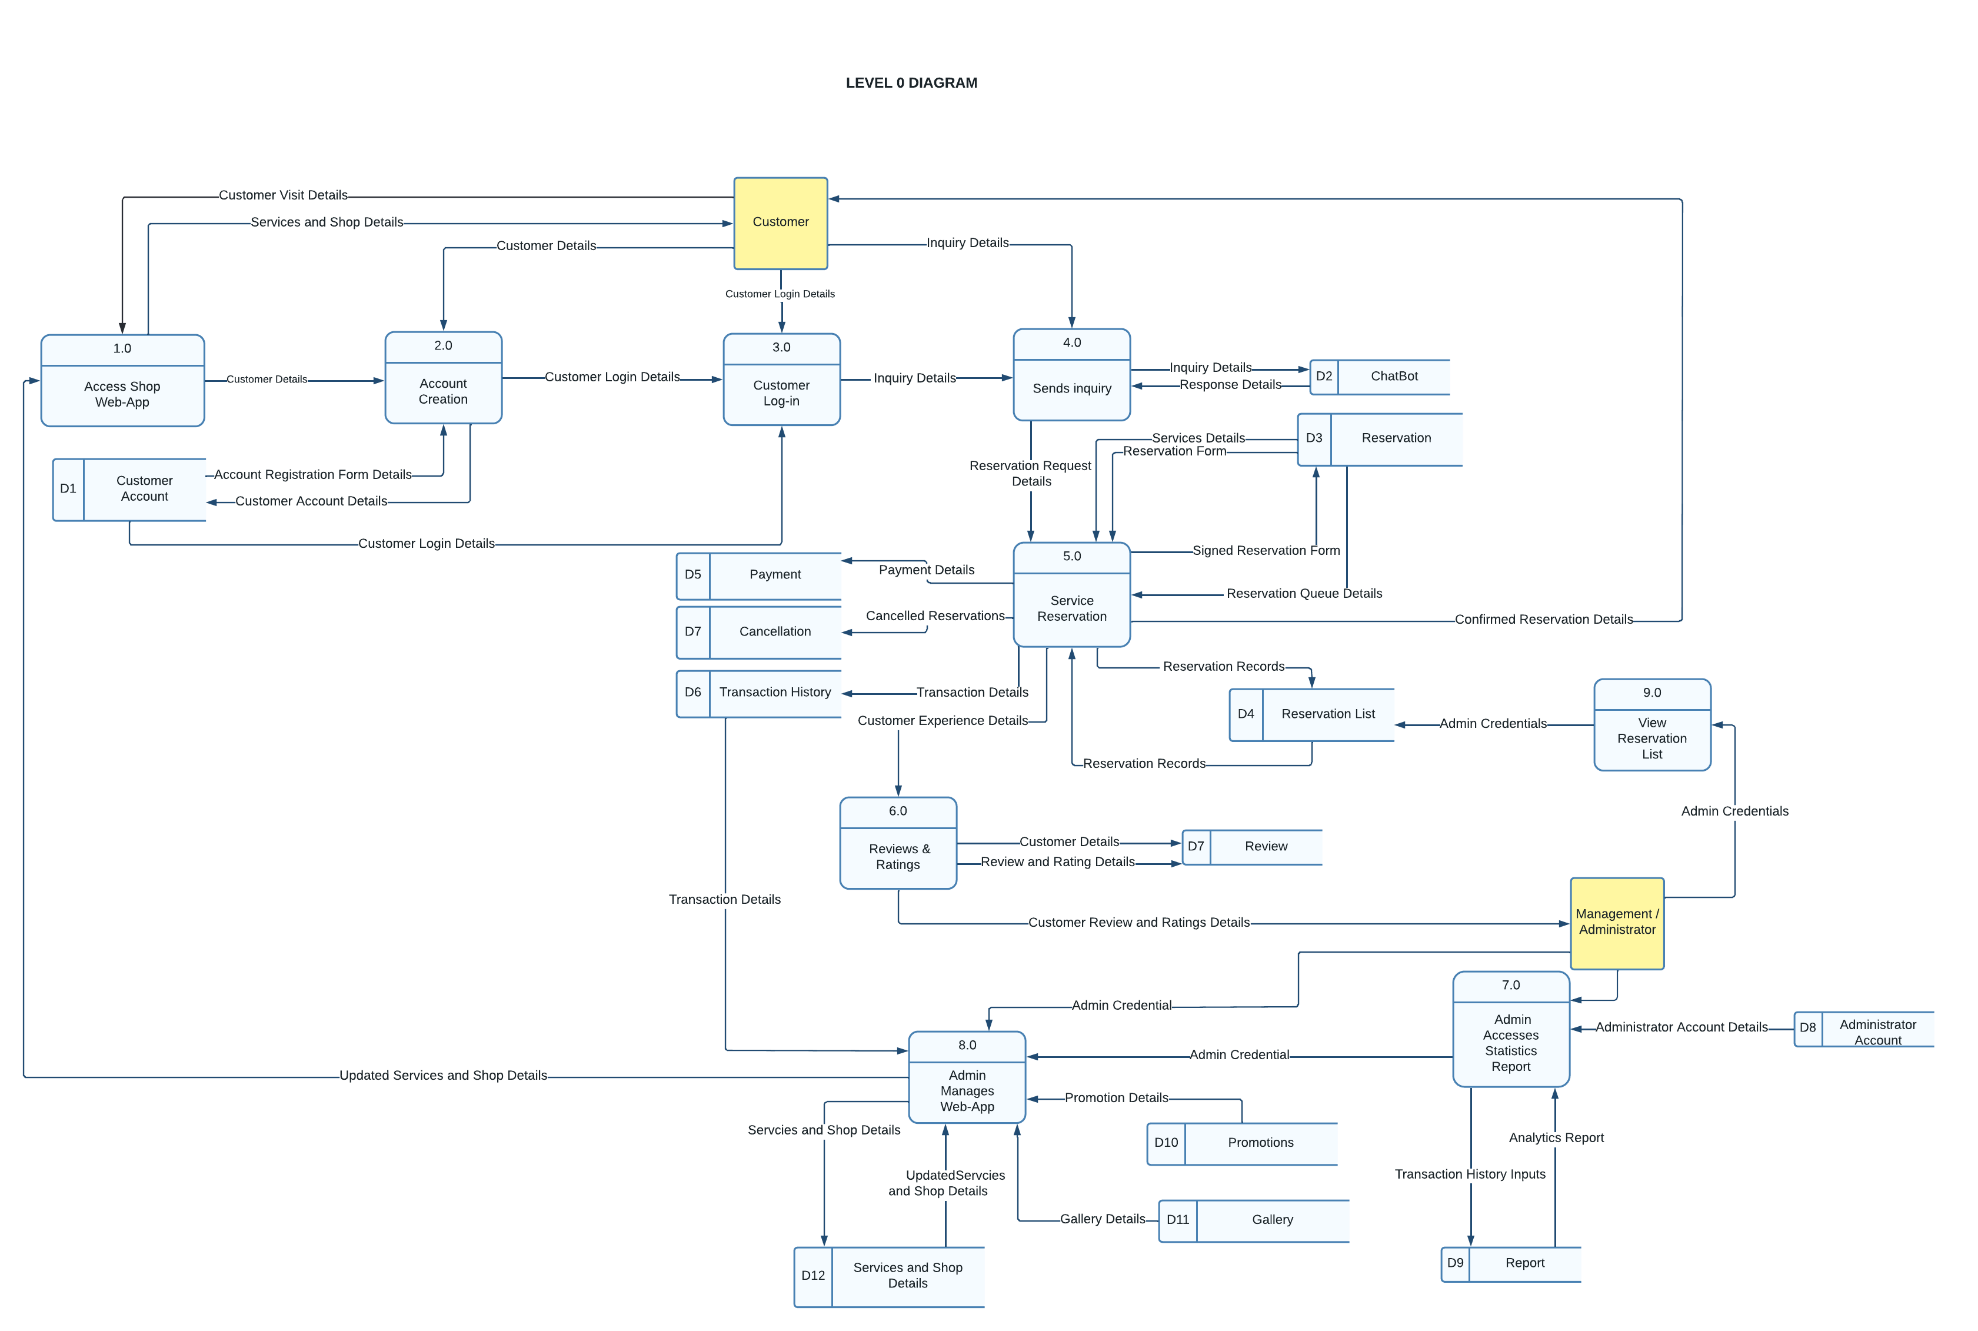 LEVEL 0 DIAGRAM
Customer Visit Details
Customer
Services and Shop Details
Customer Details
Inquiry Details
Customer Login Details
1.0
Access Shop
Web-App
Customer Details
2.0
Account
Creation
Customer Login Details
3.0
Customer
Log-in
Inquiry Details
4.0
Sends inquiry
Inquiry Details
Response Details
D2
ChatBot
Services Details
Reservation Form
D3
Reservation
Reservation Request
Details
D1
Customer
Account
Account Registration Form Details
Customer Account Details
Customer Login Details
5.0
Service
Reservation
Signed Reservation Form
Reservation Queue Details
Confirmed Reservation Details
D5
Payment
Payment Details
D7
Cancellation
Cancelled Reservations
D6
Transaction History
Transaction Details
Customer Experience Details
Reservation Records
D4
Reservation List
Reservation Records
Admin Credentials
9.0
View
Reservation
List
Admin Credentials
6.0
Reviews &
Ratings
Customer Details
Review and Rating Details
D7
Review
Customer Review and Ratings Details
Management /
Administrator
Transaction Details
Admin Credential
7.0
Admin
Accesses
Statistics
Report
Administrator Account Details
D8
Administrator
Account
8.0
Admin
Manages
Web-App
Admin Credential
Updated Services and Shop Details
Promotion Details
D10
Promotions
Servcies and Shop Details
UpdatedServcies
and Shop Details
Gallery Details
D11
Gallery
Analytics Report
Transaction History Inputs
D12
Services and Shop
Details
D9
Report